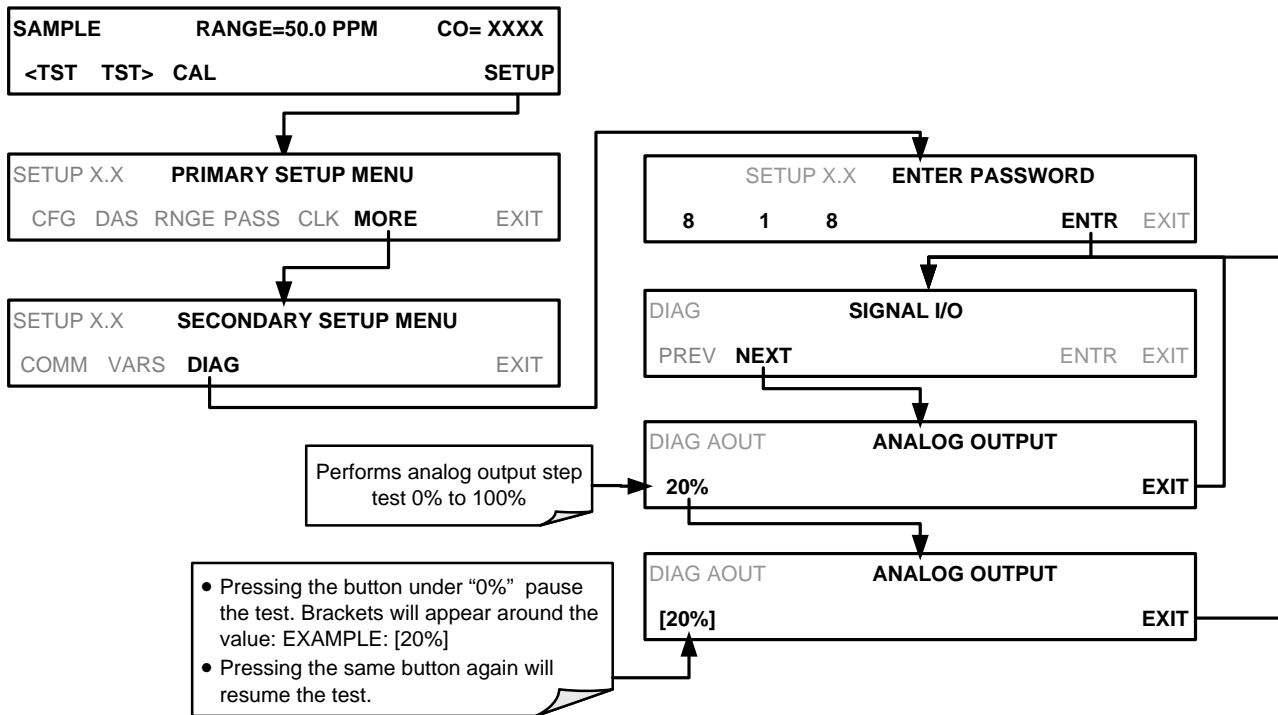 SAMPLE RANGE=50.0 PPM CO= XXXX
<TST TST> CAL SETUP
SETUP X.X PRIMARY SETUP MENU
CFG DAS RNGE PASS CLK MORE EXIT
SETUP X.X SECONDARY SETUP MENU
COMM VARS DIAG EXIT
SETUP X.X ENTER PASSWORD
8 1 8 ENTR EXIT
DIAG SIGNAL I/O
PREV NEXT ENTR EXIT
Performs analog output step
test 0% to 100%
DIAG AOUT ANALOG OUTPUT
20% EXIT
• Pressing the button under “0%” pause
the test. Brackets will appear around the
value: EXAMPLE: [20%]
• Pressing the same button again will
resume the test.
DIAG AOUT ANALOG OUTPUT
[20%] EXIT